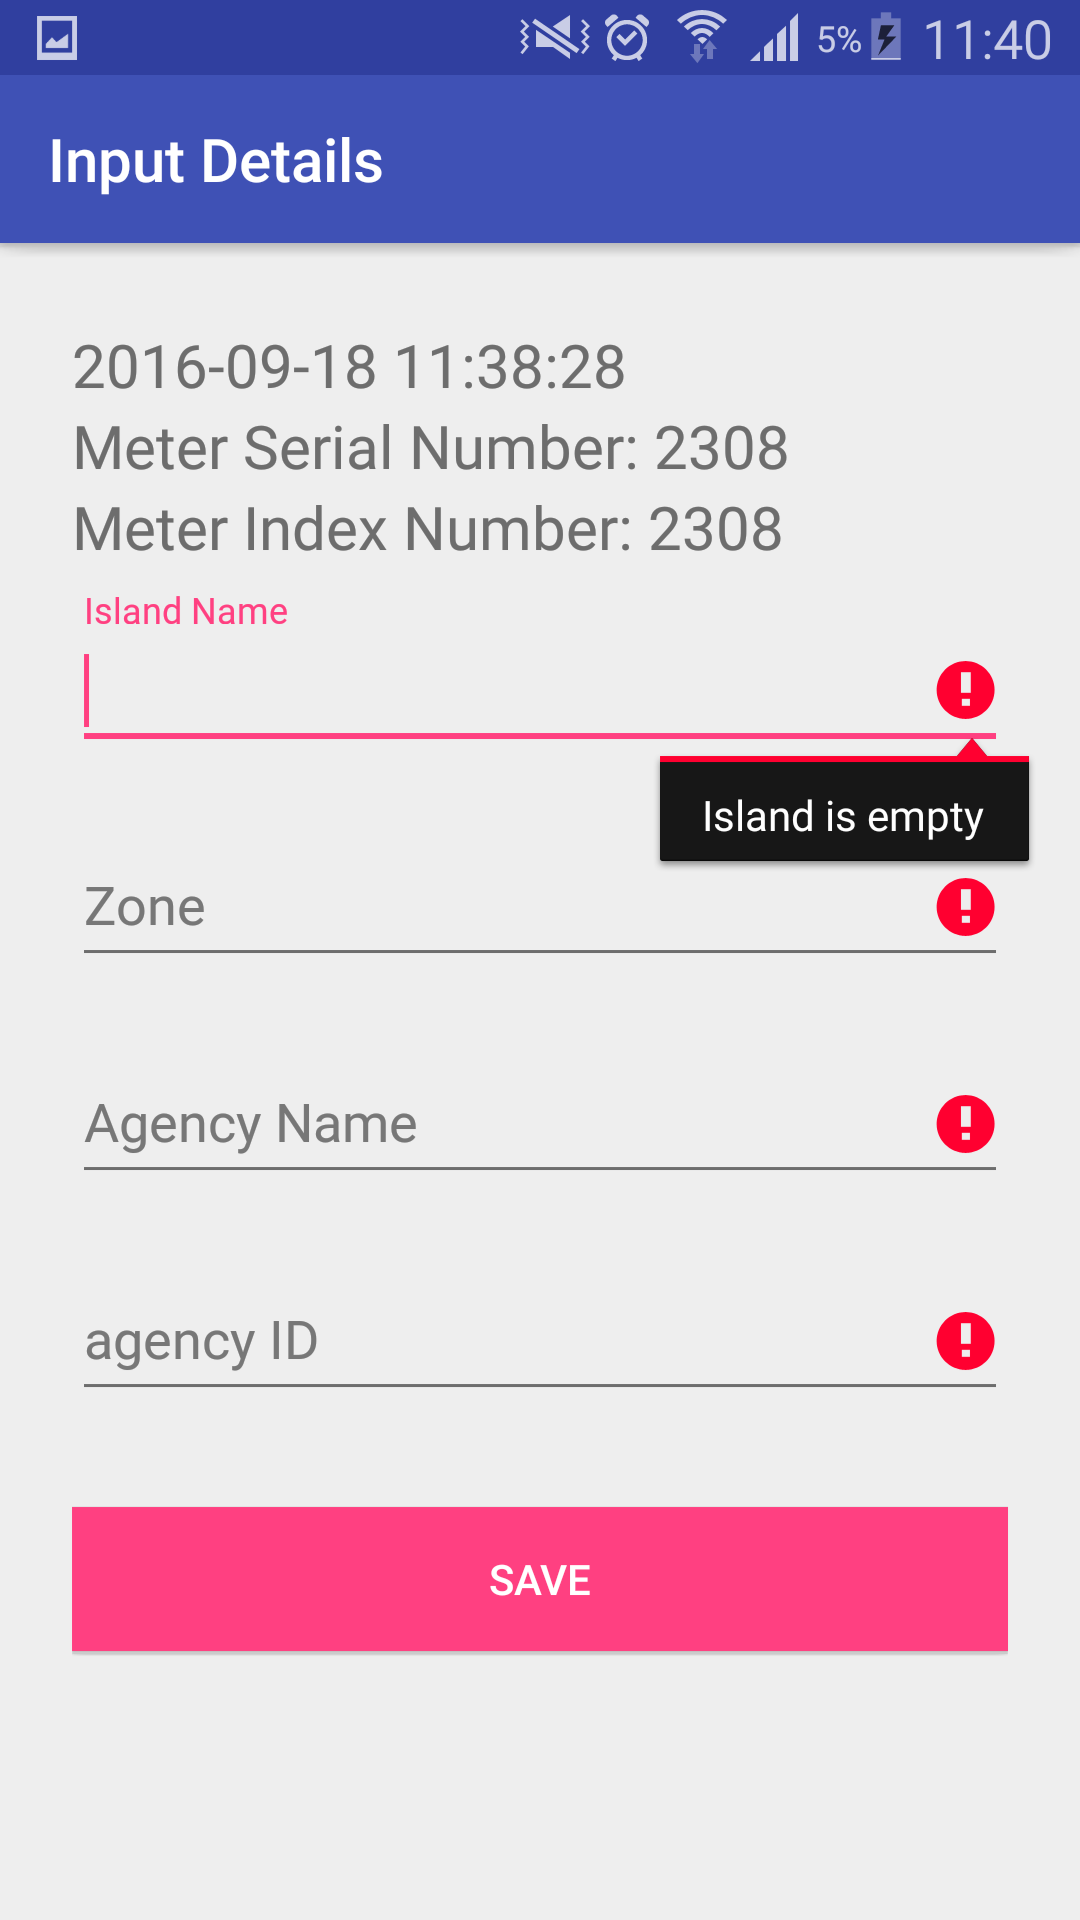 5% 11:40
Input Details
2016-09-18 11:38:28
Meter Serial Number: 2308
Meter Index Number: 2308
Island Name
Island is empty
Zone
Agency Name
agency ID
SAVE